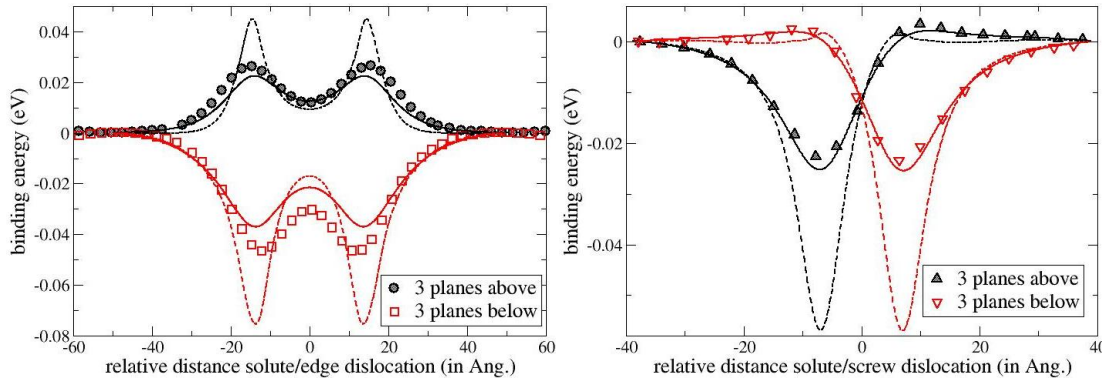 0.04
0.02
0
-0.02
-0.04
-0.06
-0.08
binding energy (eV)
3 planes above
3 planes below
-60 -40 -20 0 20 40 60
relative distance solute/edge dislocation (in Ang.)
0
-0.02
-0.04
binding energy (eV)
3 planes above
3 planes below
-40 -20 0 20 40
relative distance solute/screw dislocation (in Ang.)